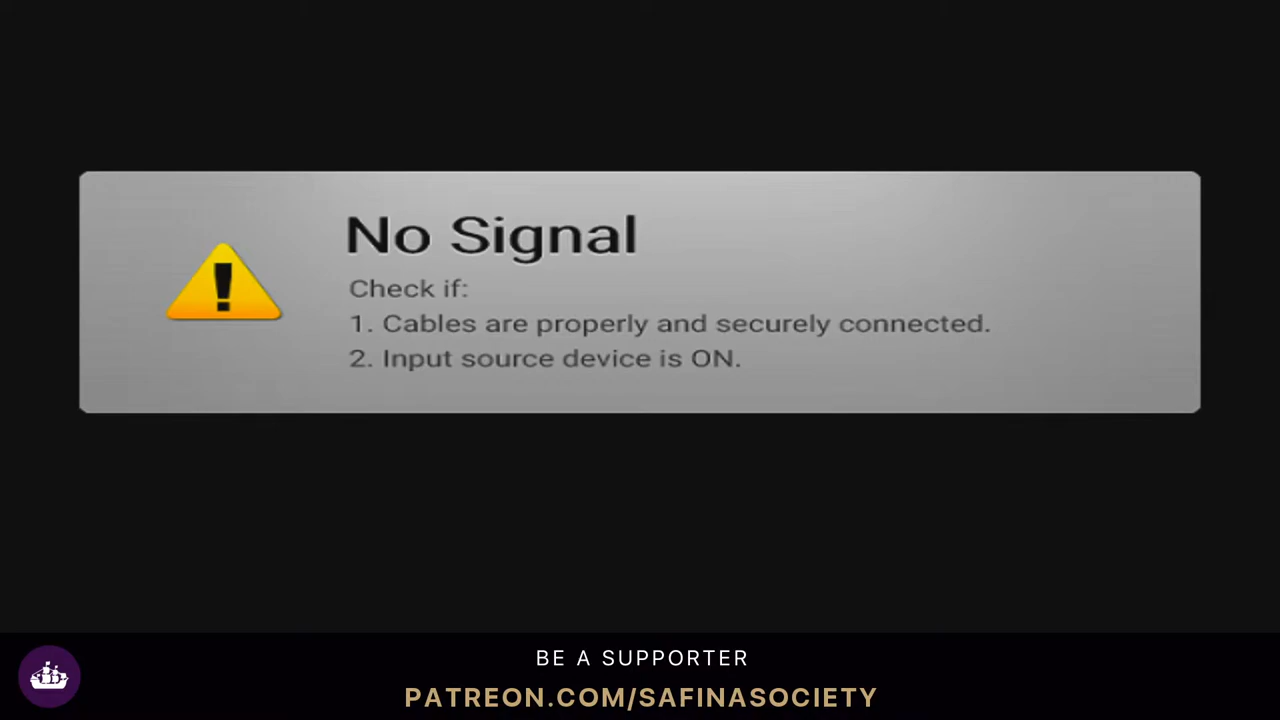 No Signal
Check if:
1. Cables are properly and securely connected.
2. Input source device is ON.
BE A SUPPORTER
PATREON.COM/SAFINASOCIETY